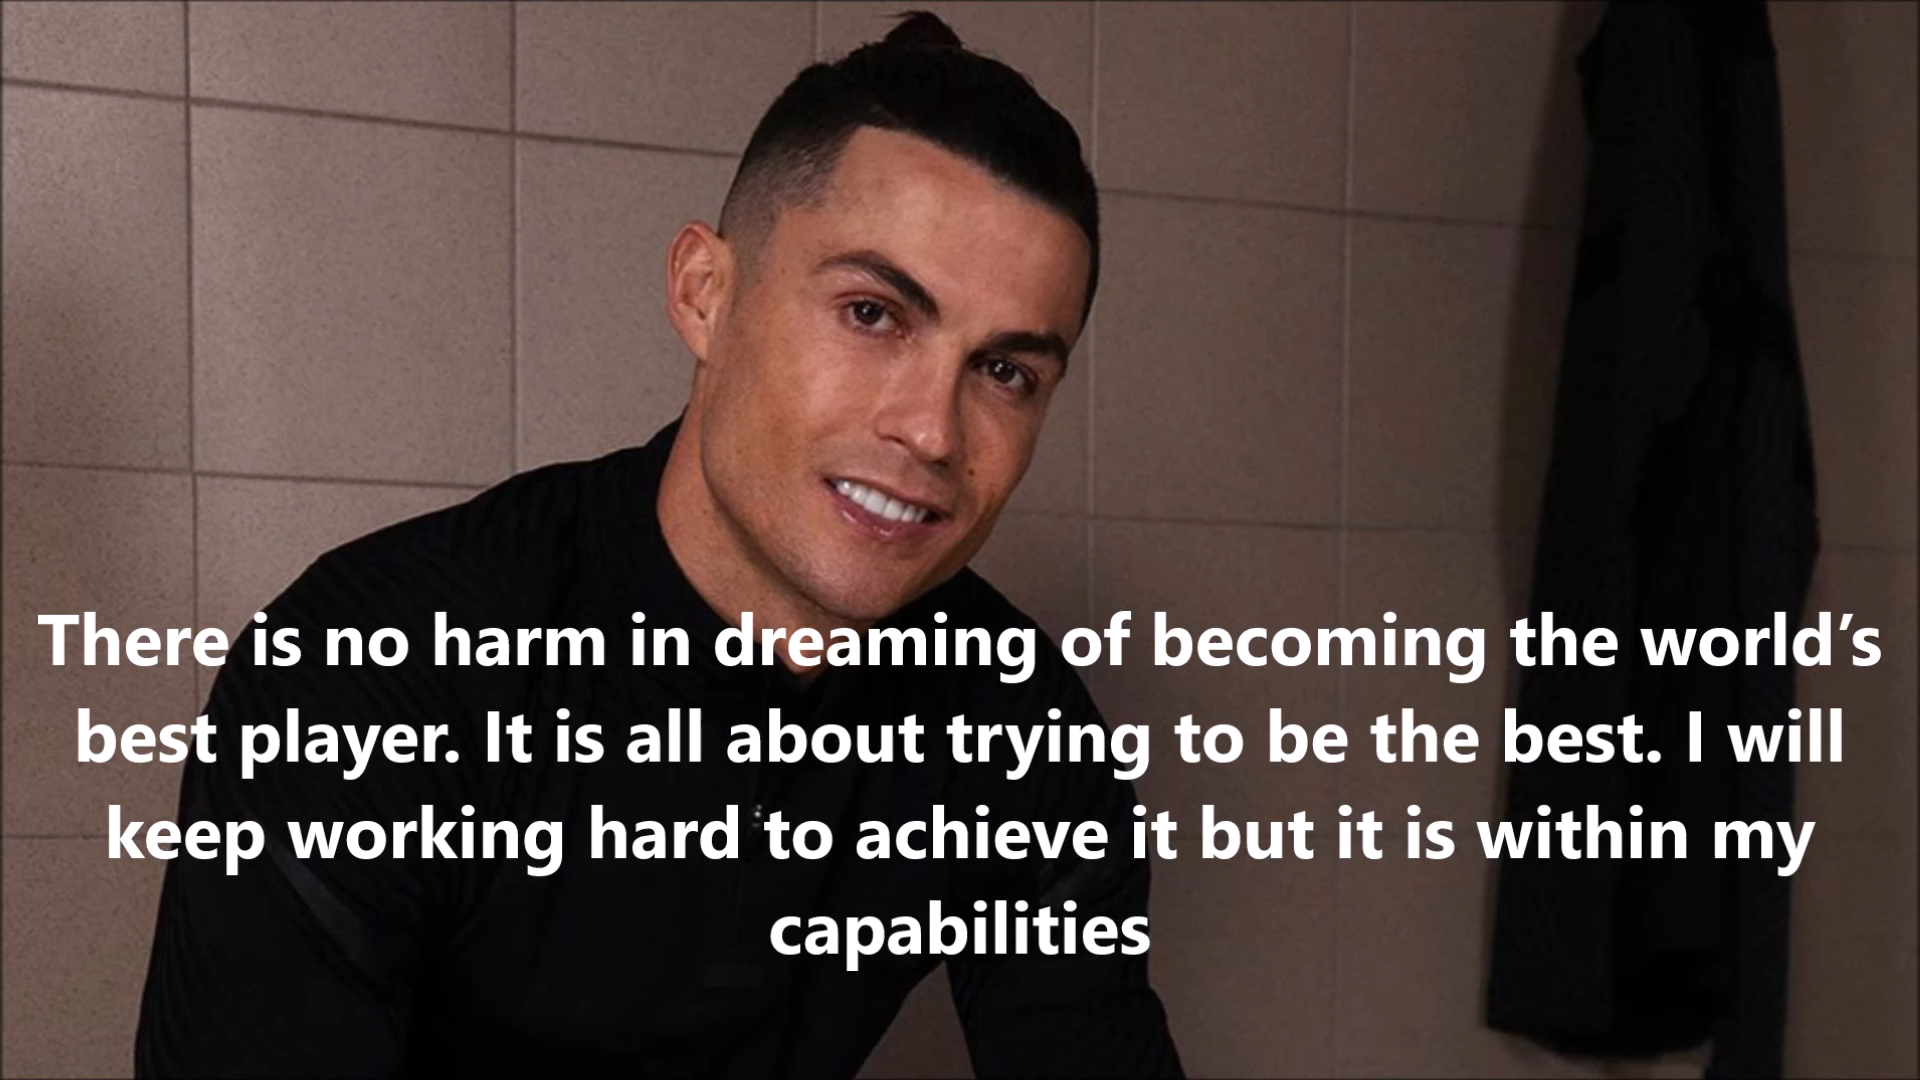 There is no harm in dreaming of becoming the world’s
best player. It is all about trying to be the best. I will
keep working hard to achieve it but it is within my
capabilities